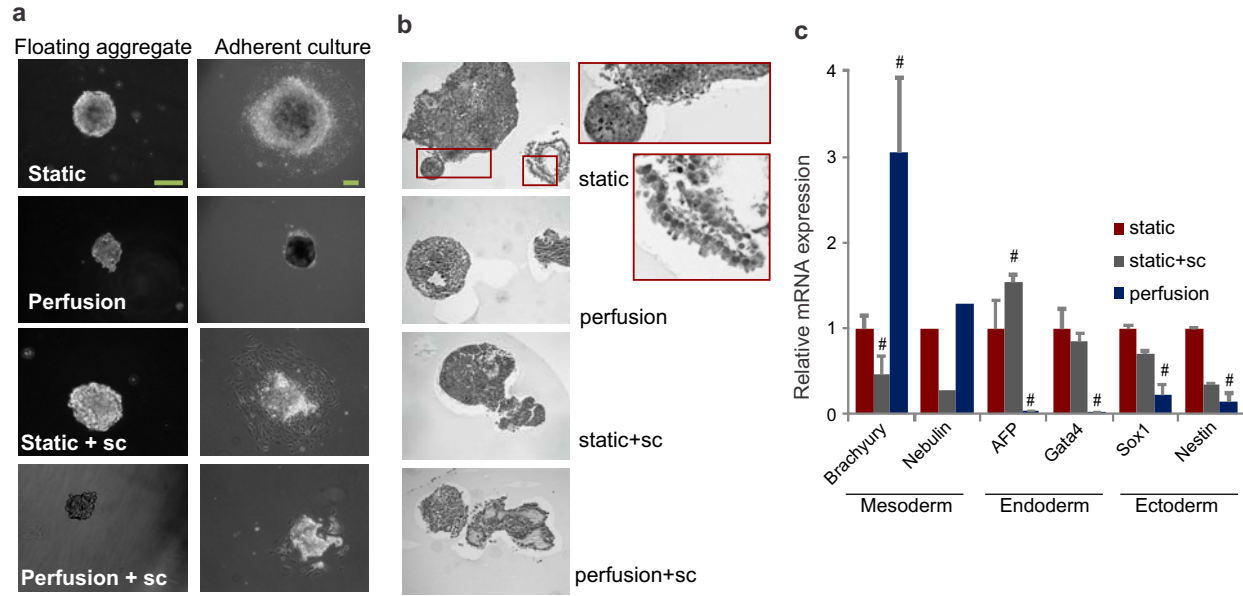 a
Floating aggregate
Adherent culture
Static
Perfusion
Static + sc
Perfusion + sc
b
static
perfusion
static+sc
perfusion+sc
c
Relative mRNA expression
4
3
2
1
0
#
#
#
#
#
#
#
static
static+sc
perfusion
Brachyury
Nebulin
AFP
Gata4
Sox1
Nestin
Mesoderm
Endoderm
Ectoderm